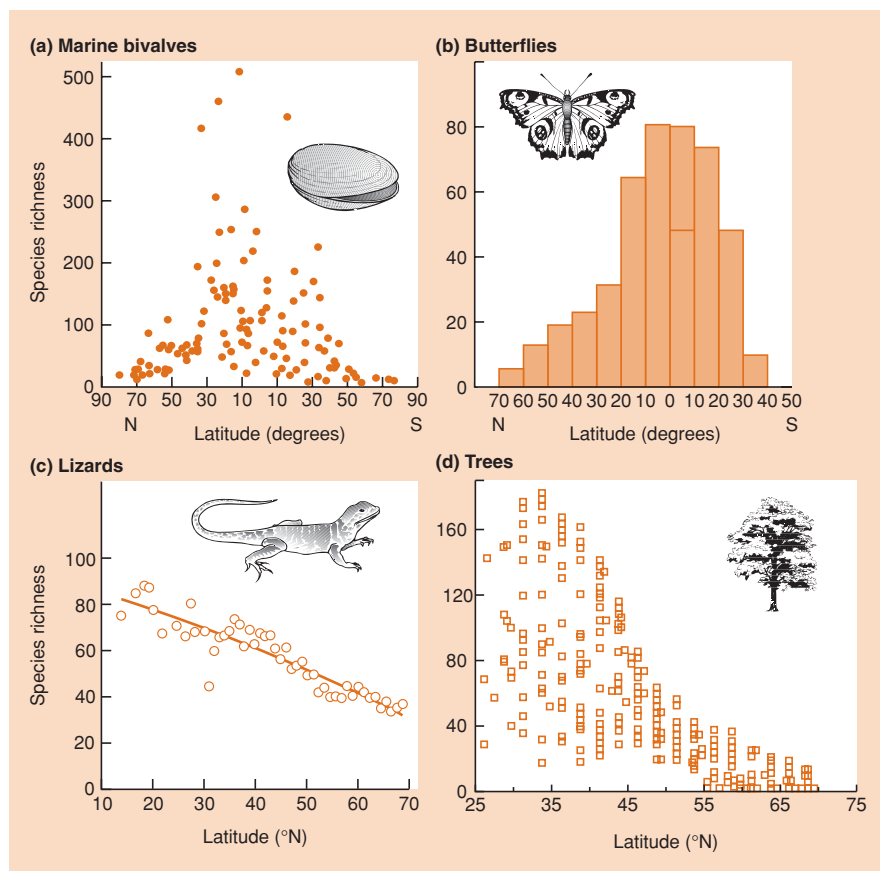 (a) Marine bivalves
500
400
300
200
100
0
Species richness
90 70 50 30 10 10 30 50 70 90
N S
Latitude (degrees)
(b) Butterflies
80
60
40
20
0
70 60 50 40 30 20 10 0 10 20 30 40 50
N S
Latitude (degrees)
(c) Lizards
100
80
60
40
20
0
Species richness
10 20 30 40 50 60 70
Latitude (°N)
(d) Trees
160
120
80
40
0
25 35 45 55 65 75
Latitude (°N)